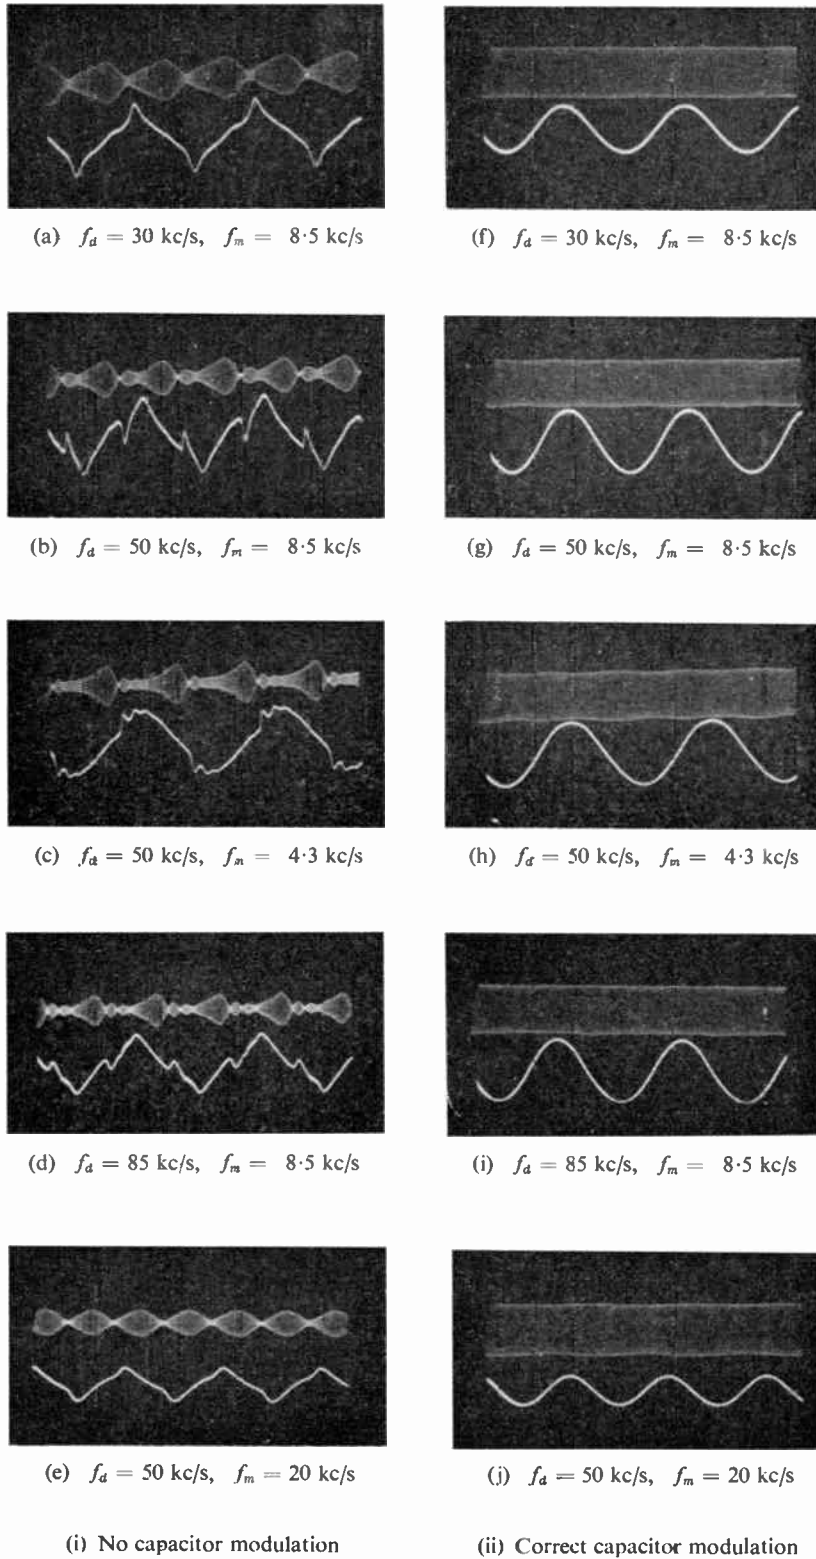 (a) f_d = 30 kc/s, f_m = 8·5 kc/s
(f) f_d = 30 kc/s, f_m = 8·5 kc/s
(b) f_d = 50 kc/s, f_m = 8·5 kc/s
(g) f_d = 50 kc/s, f_m = 8·5 kc/s
(c) f_d = 50 kc/s, f_m = 4·3 kc/s
(h) f_d = 50 kc/s, f_m = 4·3 kc/s
(d) f_d = 85 kc/s, f_m = 8·5 kc/s
(i) f_d = 85 kc/s, f_m = 8·5 kc/s
(e) f_d = 50 kc/s, f_m = 20 kc/s
(j) f_d = 50 kc/s, f_m = 20 kc/s
(i) No capacitor modulation
(ii) Correct capacitor modulation